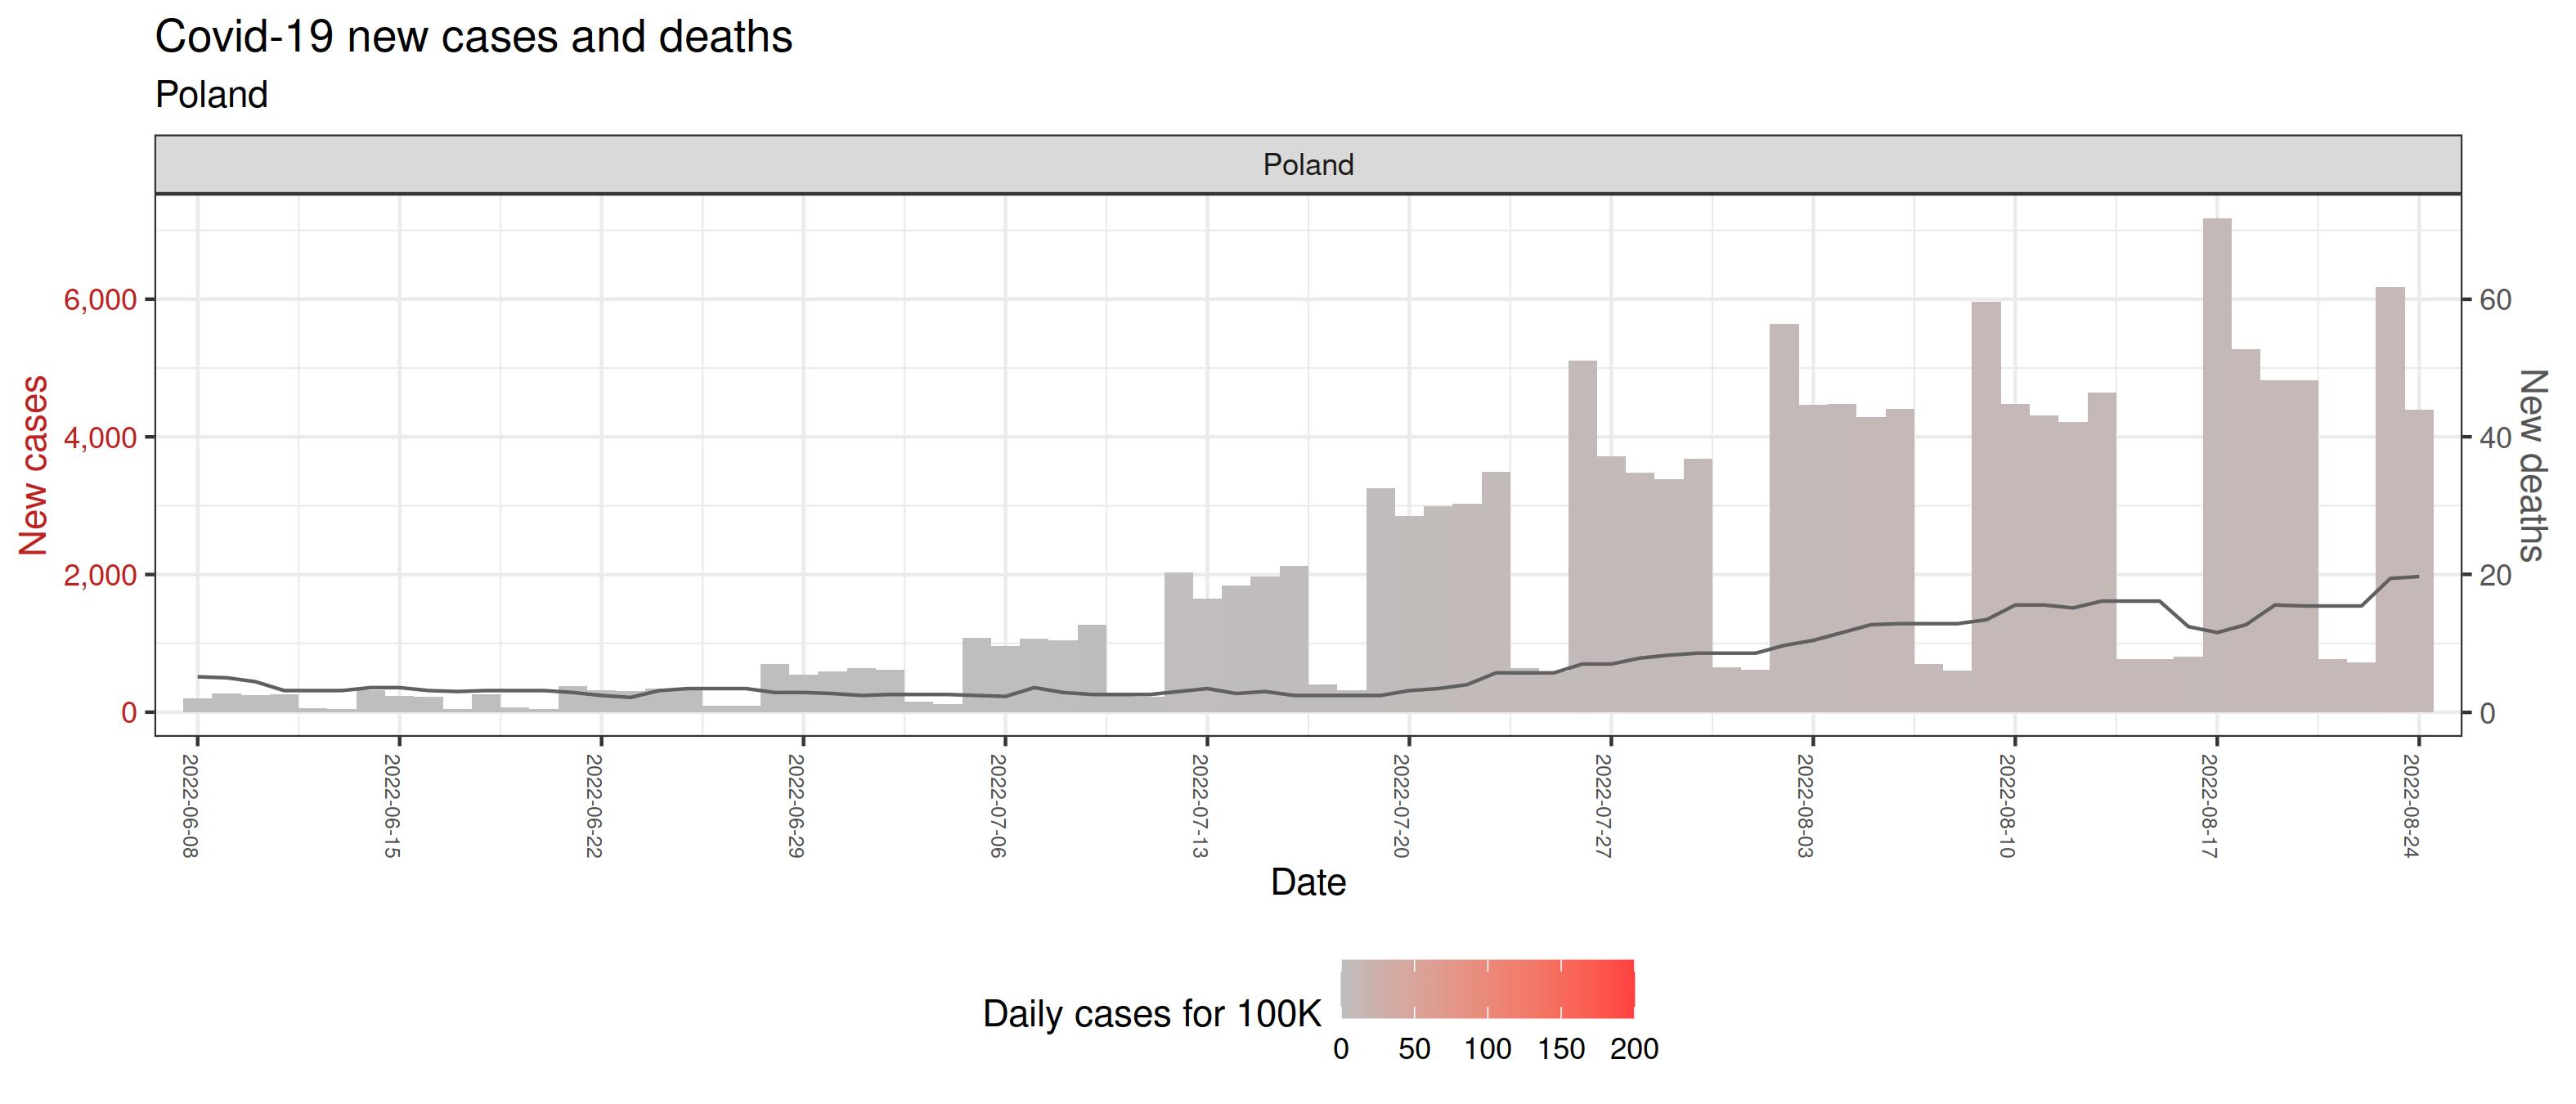 Covid-19 new cases and deaths
Poland
Poland
New cases
6,000
4,000
2,000
0
60
40
20
0
New deaths
2022-06-08
2022-06-15
2022-06-22
2022-06-29
2022-07-06
2022-07-13
2022-07-20
2022-07-27
2022-08-03
2022-08-10
2022-08-17
2022-08-24
Date
Daily cases for 100K
0 50 100 150 200